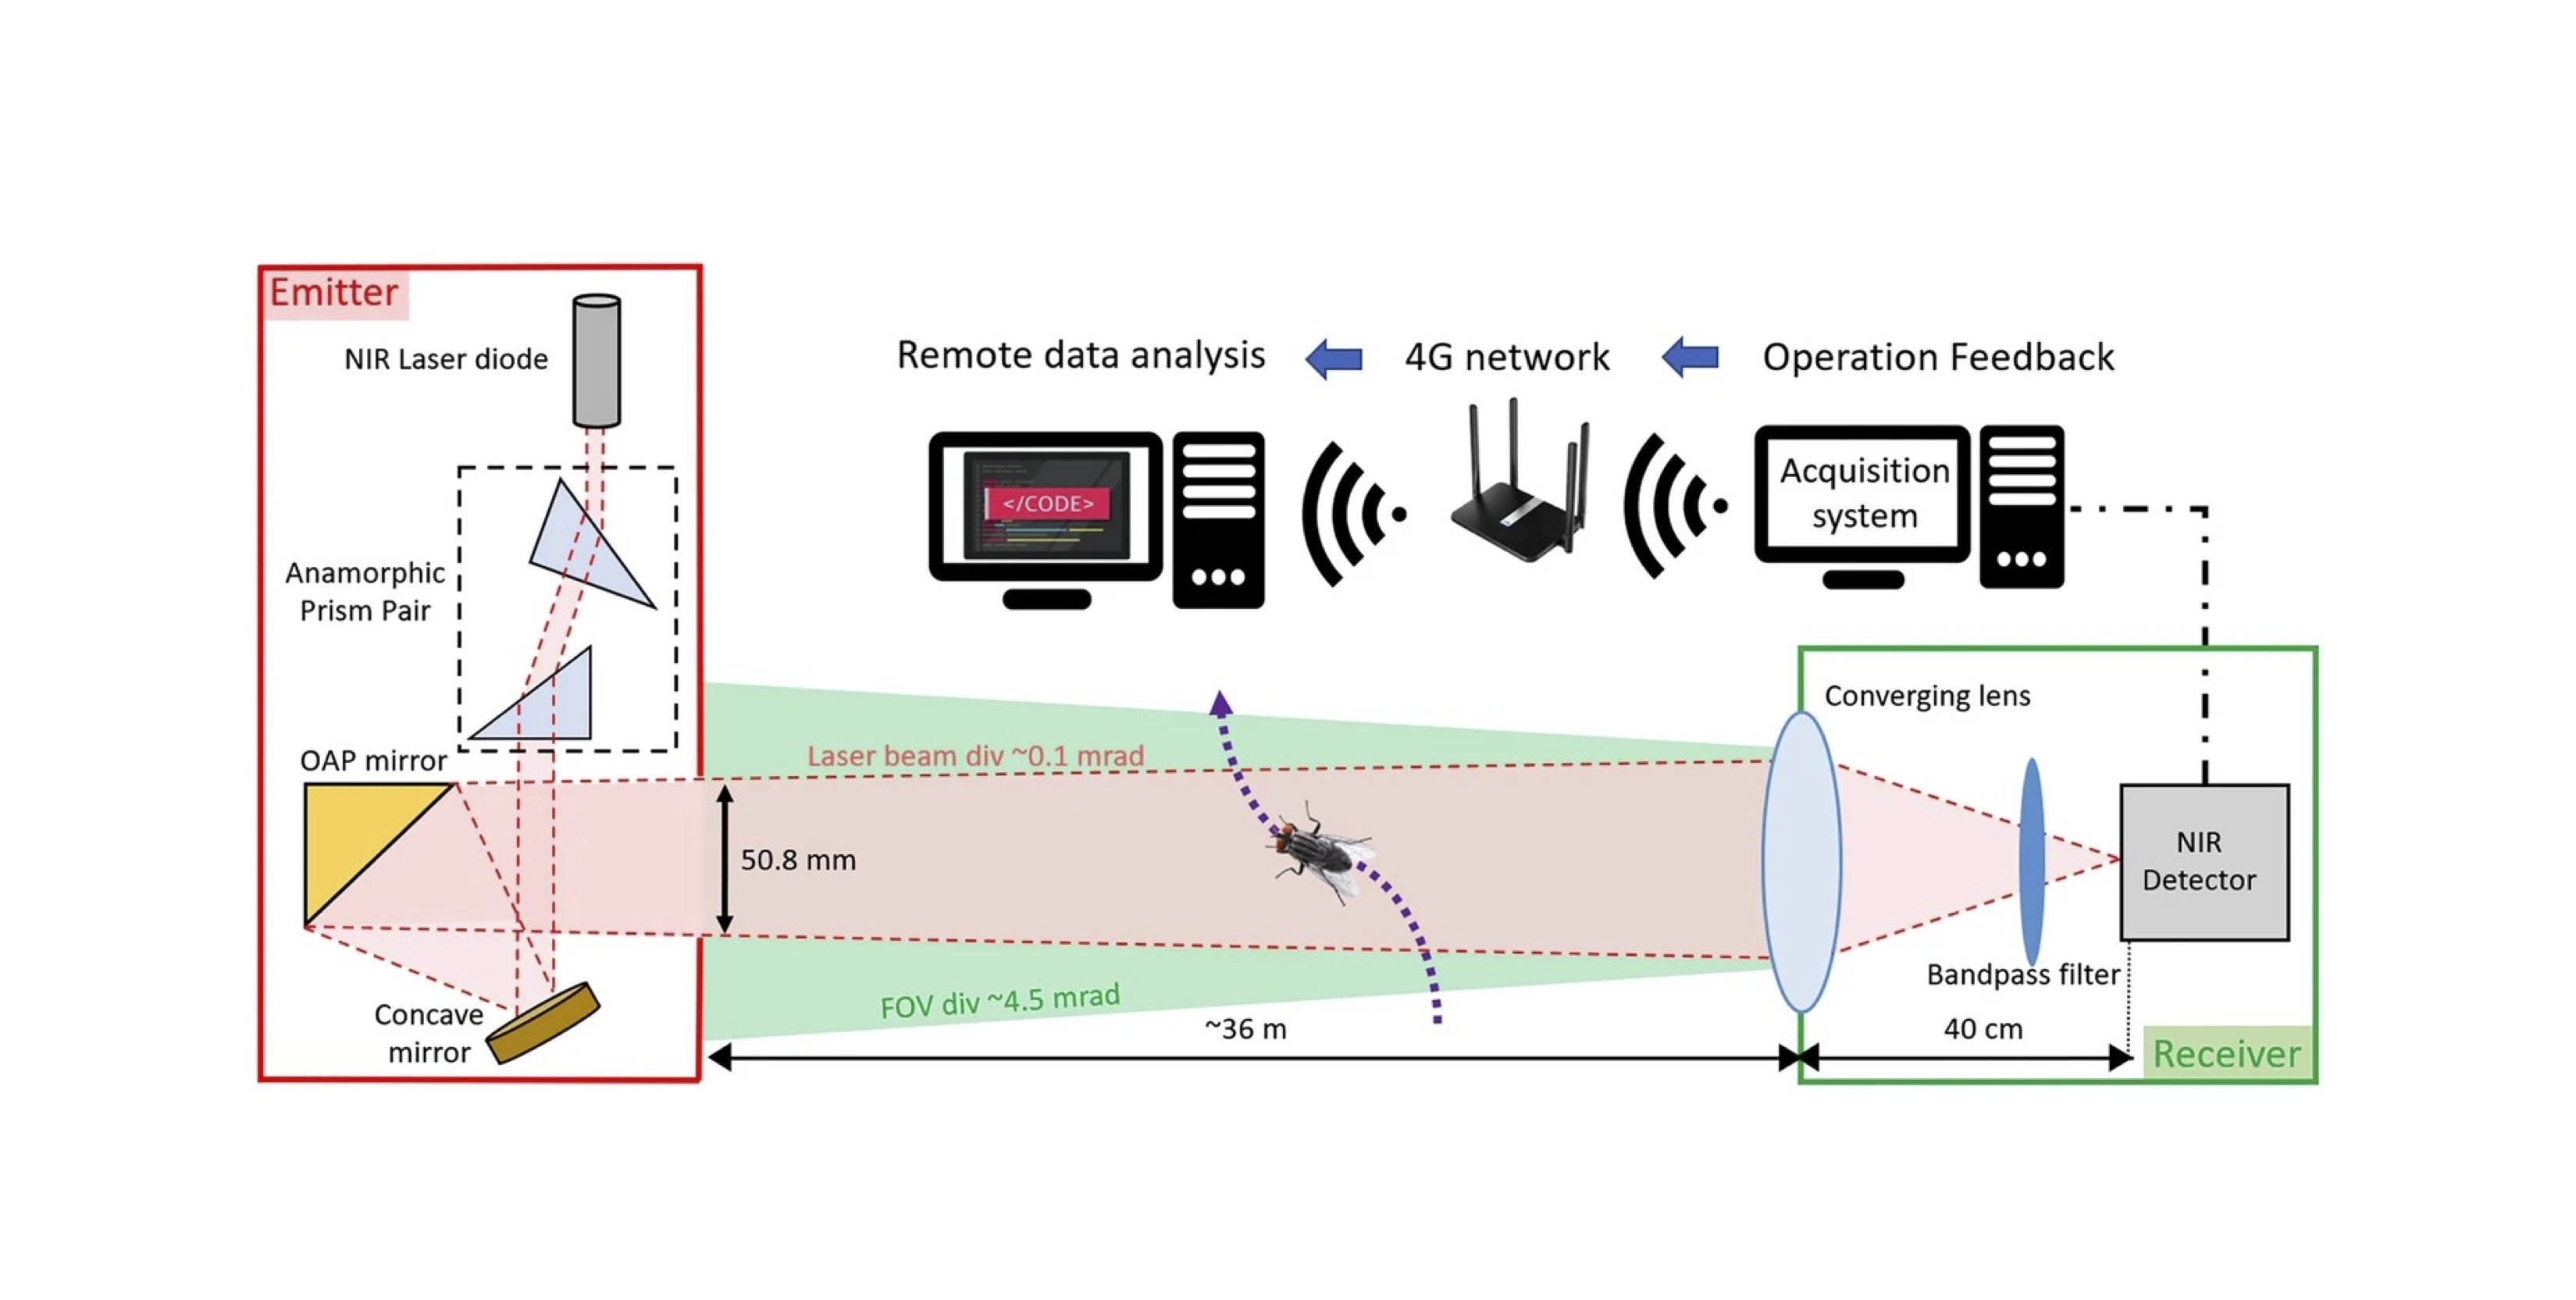 Emitter
NIR Laser diode
Anamorphic
Prism Pair
OAP mirror
Concave
mirror
Remote data analysis
4G network
Operation Feedback
</CODE>
Acquisition
system
Laser beam div ~0.1 mrad
50.8 mm
FOV div ~4.5 mrad
~36 m
Converging lens
NIR
Detector
Bandpass filter
40 cm
Receiver